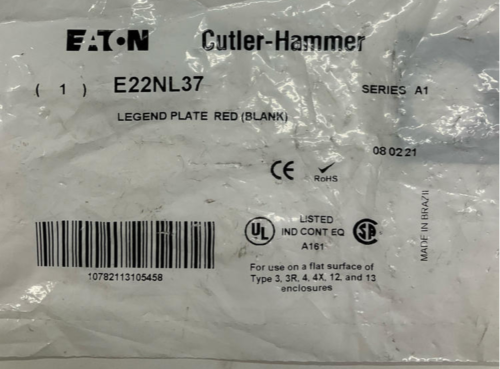 EATON Cutler-Hammer
( 1 ) E22NL37 SERIES A1
LEGEND PLATE RED (BLANK)
08 02 21
CE RoHS
UL LISTED IND CONT EQ A161 SA
MADE IN BRAZIL
10782113105458
For use on a flat surface of
Type 3, 3R, 4, 4X, 12, and 13
enclosures